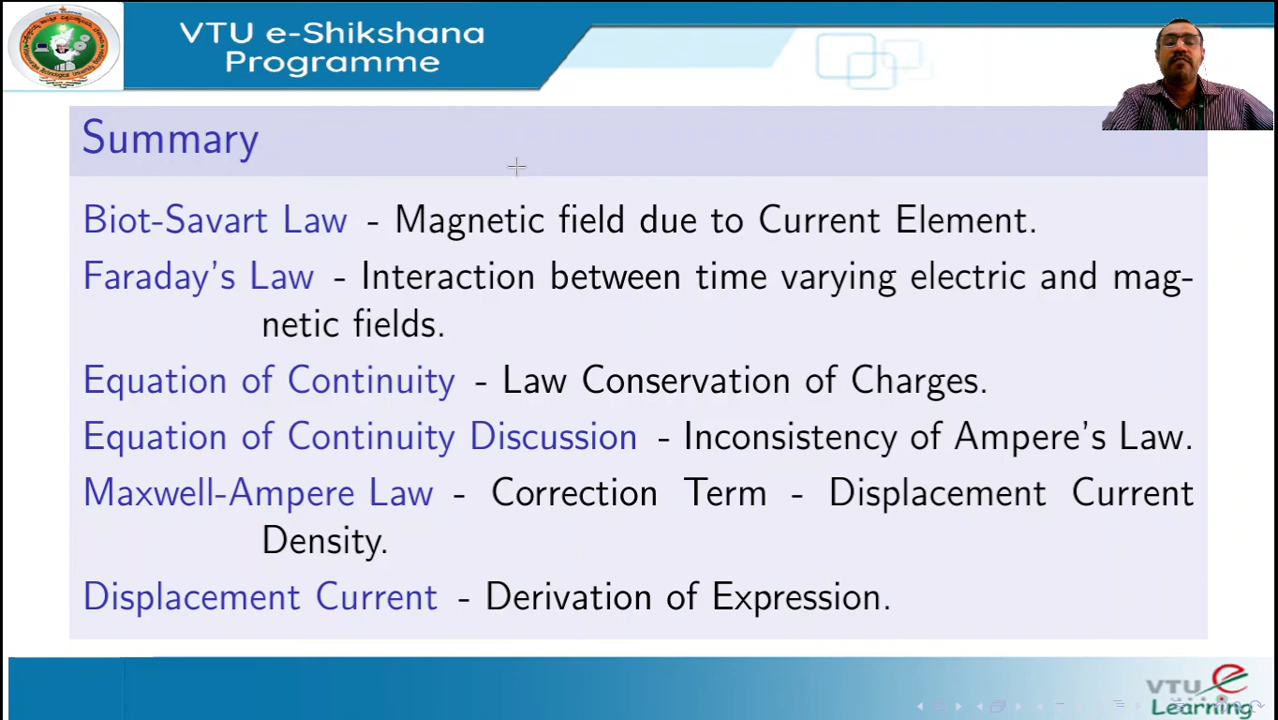 VTU e-Shikshana
Programme
Summary
Biot-Savart Law - Magnetic field due to Current Element.
Faraday's Law - Interaction between time varying electric and mag-
netic fields.
Equation of Continuity - Law Conservation of Charges.
Equation of Continuity Discussion - Inconsistency of Ampere's Law.
Maxwell-Ampere Law - Correction Term - Displacement Current
Density.
Displacement Current - Derivation of Expression.
VTU
Learning